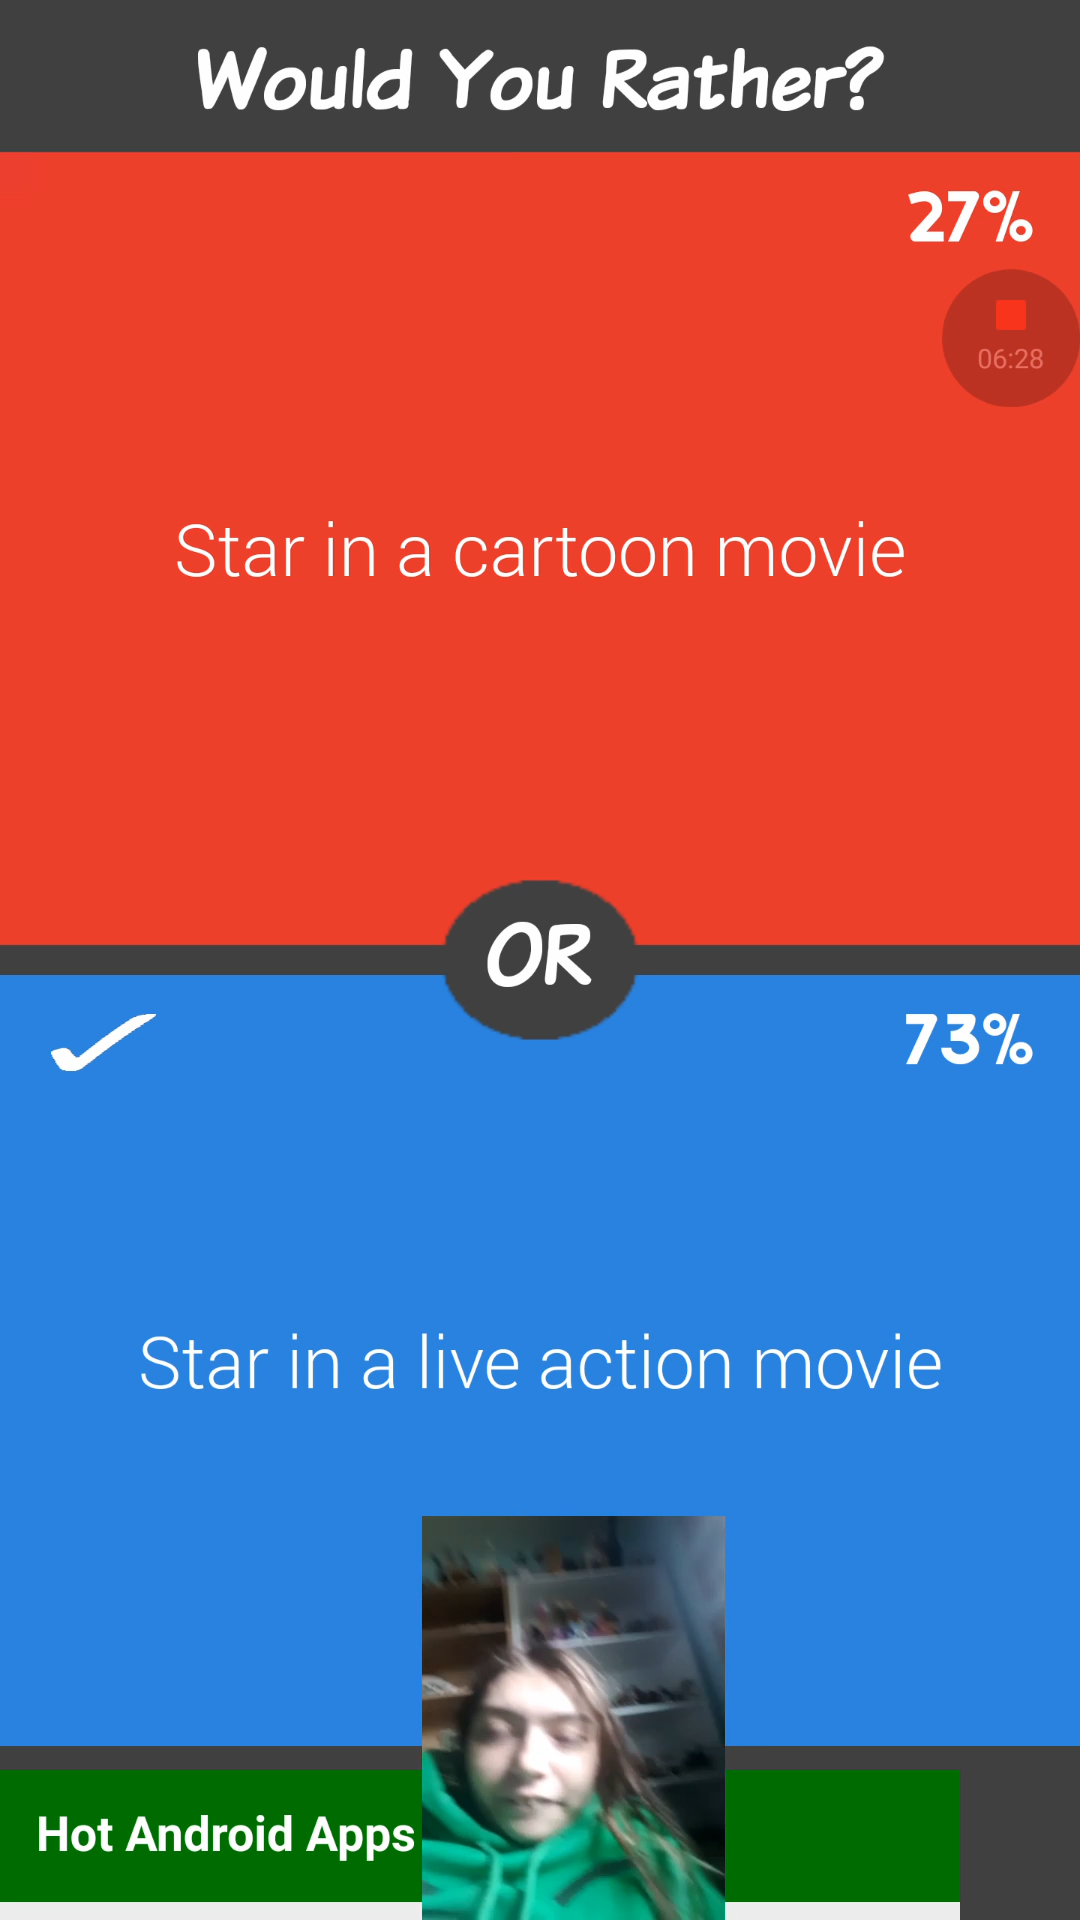 Would You Rather?
27%
06:28
Star in a cartoon movie
OR
73%
Star in a live action movie
Hot Android Apps